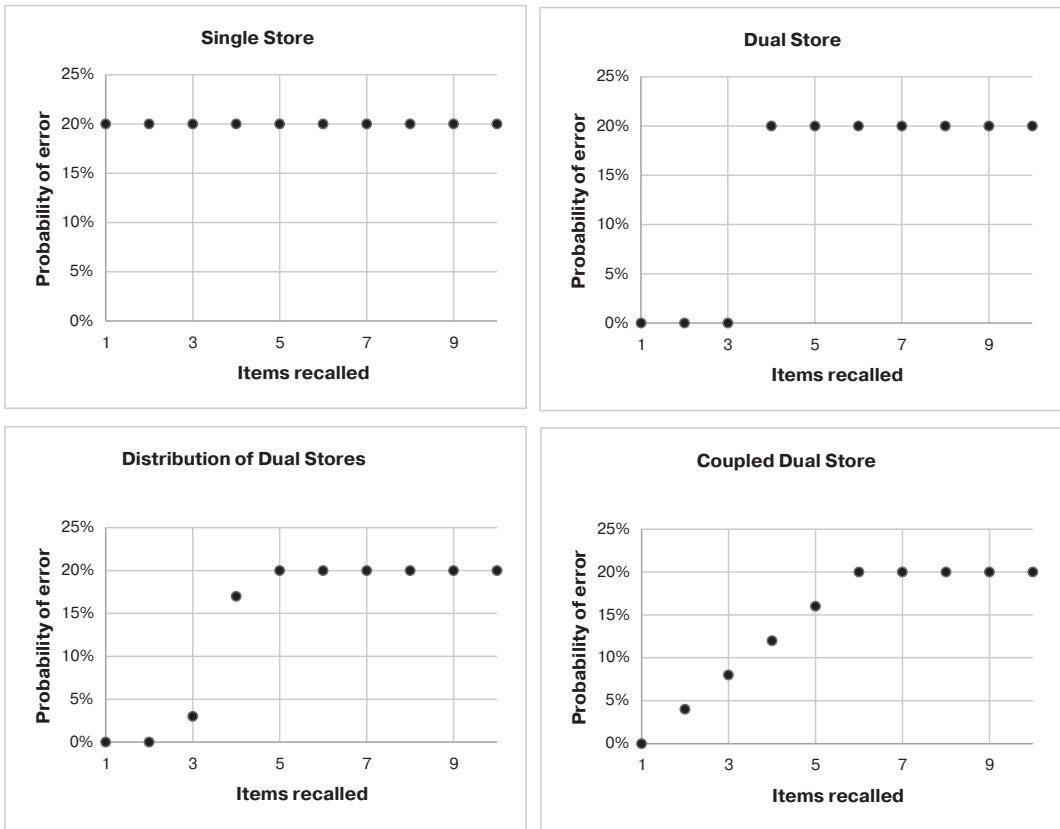 Single Store
25%
20%
15%
10%
5%
0%
Probability of error
1 3 5 7 9
Items recalled
Dual Store
25%
20%
15%
10%
5%
0%
Probability of error
1 3 5 7 9
Items recalled
Distribution of Dual Stores
25%
20%
15%
10%
5%
0%
Probability of error
1 3 5 7 9
Items recalled
Coupled Dual Store
25%
20%
15%
10%
5%
0%
Probability of error
1 3 5 7 9
Items recalled